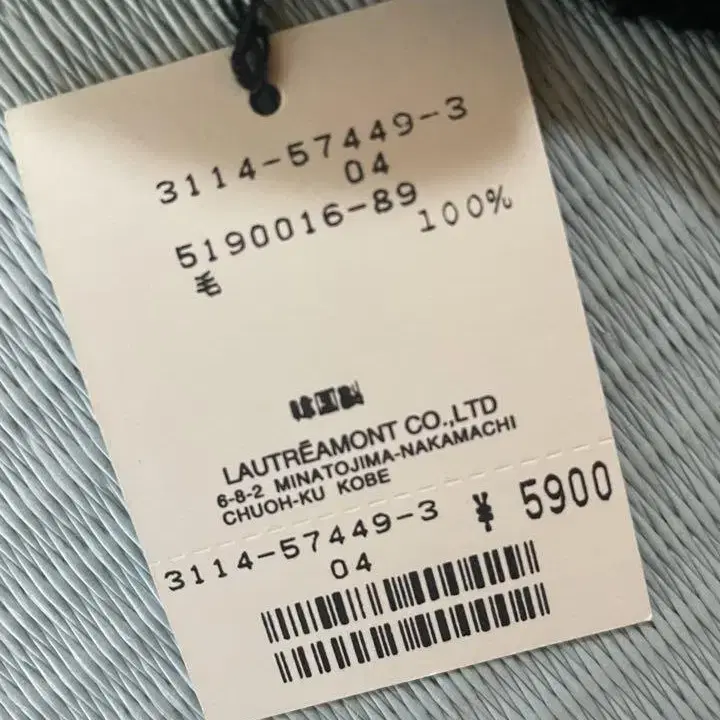 3114-57449-3
04
5190016-89
毛 100%
LAUTRÉAMONT CO.,LTD
6-8-2 MINATOJIMA-NAKAMACHI
CHUOH-KU KOBE
3114-57449-3 ¥ 5900
04